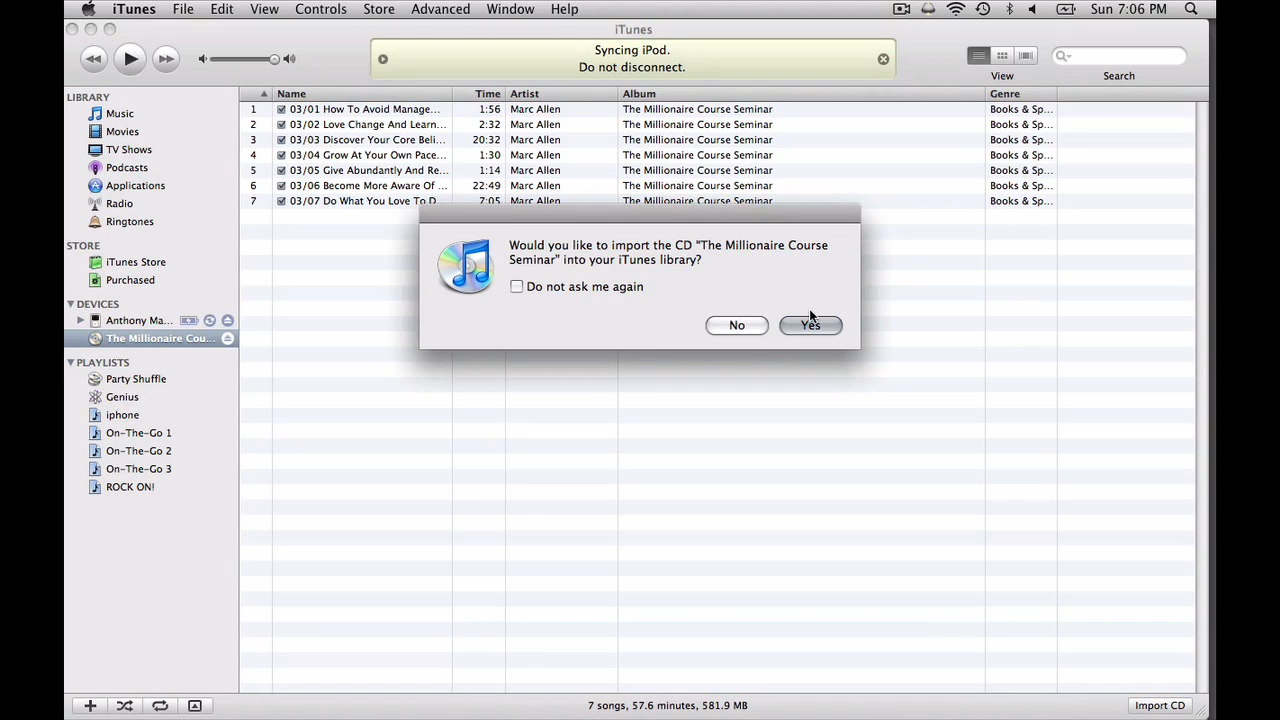 iTunes File Edit View Controls Store Advanced Window Help Sun 7:06 PM
iTunes
Syncing iPod.
Do not disconnect.
View
Search
LIBRARY
Music
Movies
TV Shows
Podcasts
Applications
Radio
Ringtones
STORE
iTunes Store
Purchased
DEVICES
Anthony Ma...
The Millionaire Cou...
PLAYLISTS
Party Shuffle
Genius
iphone
On-The-Go 1
On-The-Go 2
On-The-Go 3
ROCK ON!
Name Time Artist Album Genre
1 03/01 How To Avoid Manage... 1:56 Marc Allen The Millionaire Course Seminar Books & Sp...
2 03/02 Love Change And Learn... 2:32 Marc Allen The Millionaire Course Seminar Books & Sp...
3 03/03 Discover Your Core Beli... 20:32 Marc Allen The Millionaire Course Seminar Books & Sp...
4 03/04 Grow At Your Own Pace... 1:30 Marc Allen The Millionaire Course Seminar Books & Sp...
5 03/05 Give Abundantly And Re... 1:14 Marc Allen The Millionaire Course Seminar Books & Sp...
6 03/06 Become More Aware Of ... 22:49 Marc Allen The Millionaire Course Seminar Books & Sp...
7 03/07 Do What You Love To D... 7:05 Marc Allen The Millionaire Course Seminar Books & Sp...
Would you like to import the CD "The Millionaire Course
Seminar" into your iTunes library?
Do not ask me again
No Yes
7 songs, 57.6 minutes, 581.9 MB
Import CD